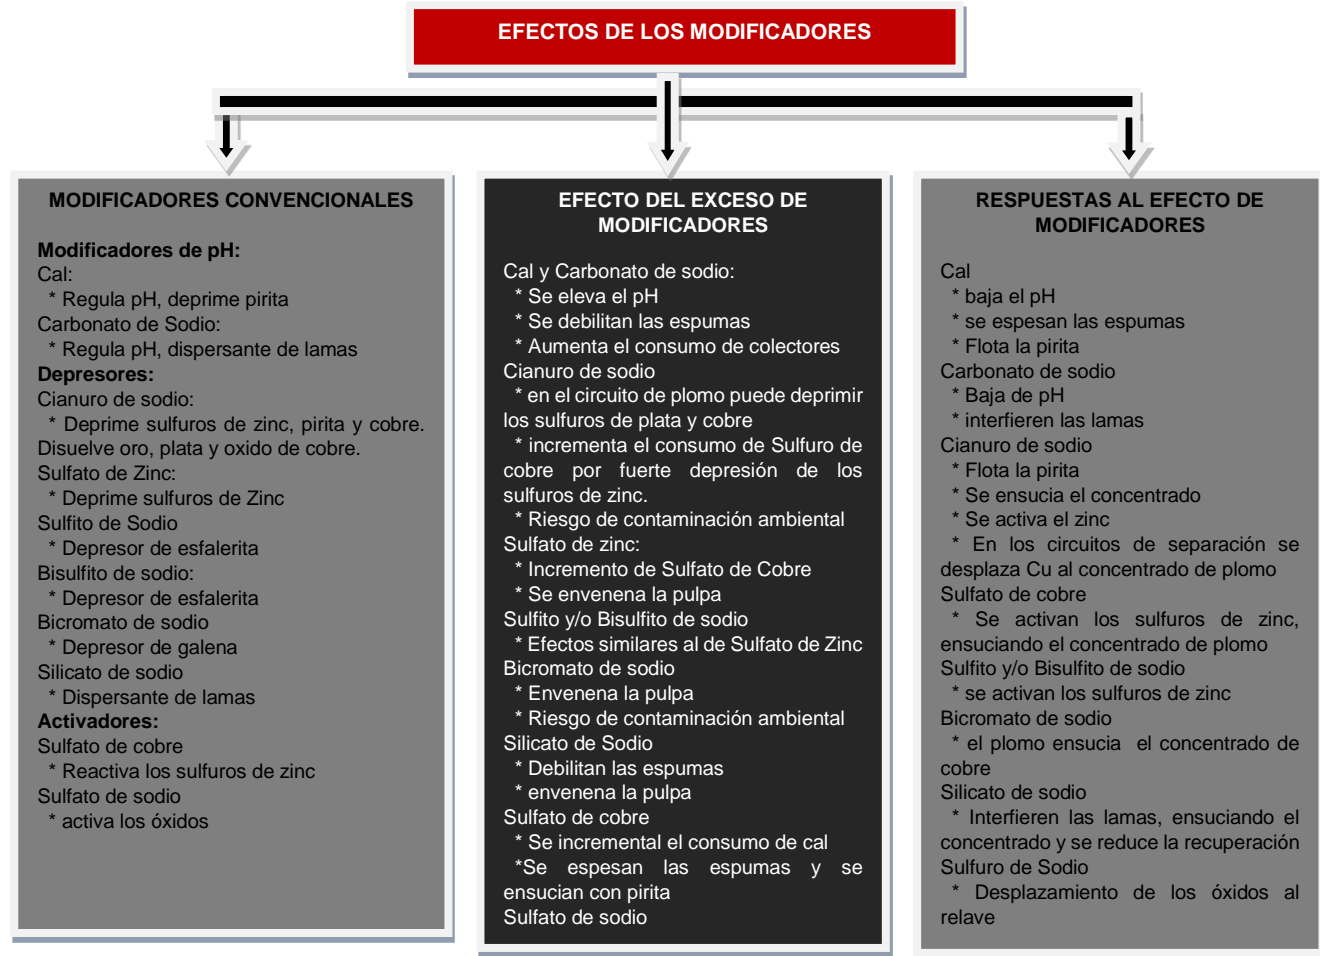 EFECTOS DE LOS MODIFICADORES
MODIFICADORES CONVENCIONALES
Modificadores de pH:
Cal:
* Regula pH, deprime pirita
Carbonato de Sodio:
* Regula pH, dispersante de lamas
Depresores:
Cianuro de sodio:
* Deprime sulfuros de zinc, pirita y cobre.
Disuelve oro, plata y oxido de cobre.
Sulfato de Zinc:
* Deprime sulfuros de Zinc
Sulfito de Sodio
* Depresor de esfalerita
Bisulfito de sodio:
* Depresor de esfalerita
Bicromato de sodio
* Depresor de galena
Silicato de sodio
* Dispersante de lamas
Activadores:
Sulfato de cobre
* Reactiva los sulfuros de zinc
Sulfato de sodio
* activa los óxidos
EFECTO DEL EXCESO DE
MODIFICADORES
Cal y Carbonato de sodio:
* Se eleva el pH
* Se debilitan las espumas
* Aumenta el consumo de colectores
Cianuro de sodio
* en el circuito de plomo puede deprimir
los sulfuros de plata y cobre
* incrementa el consumo de Sulfuro de
cobre por fuerte depresión de los
sulfuros de zinc.
* Riesgo de contaminación ambiental
Sulfato de zinc:
* Incremento de Sulfato de Cobre
* Se envenena la pulpa
Sulfito y/o Bisulfito de sodio
* Efectos similares al de Sulfato de Zinc
Bicromato de sodio
* Envenena la pulpa
* Riesgo de contaminación ambiental
Silicato de Sodio
* Debilitan las espumas
* envenena la pulpa
Sulfato de cobre
* Se incremental el consumo de cal
*Se espesan las espumas y se
ensucian con pirita
Sulfato de sodio
RESPUESTAS AL EFECTO DE
MODIFICADORES
Cal
* baja el pH
* se espesan las espumas
* Flota la pirita
Carbonato de sodio
* Baja de pH
* interfieren las lamas
Cianuro de sodio
* Flota la pirita
* Se ensucia el concentrado
* Se activa el zinc
* En los circuitos de separación se
desplaza Cu al concentrado de plomo
Sulfato de cobre
* Se activan los sulfuros de zinc,
ensuciando el concentrado de plomo
Sulfito y/o Bisulfito de sodio
* se activan los sulfuros de zinc
Bicromato de sodio
* el plomo ensucia el concentrado de
cobre
Silicato de sodio
* Interfieren las lamas, ensuciando el
concentrado y se reduce la recuperación
Sulfuro de Sodio
* Desplazamiento de los óxidos al
relave